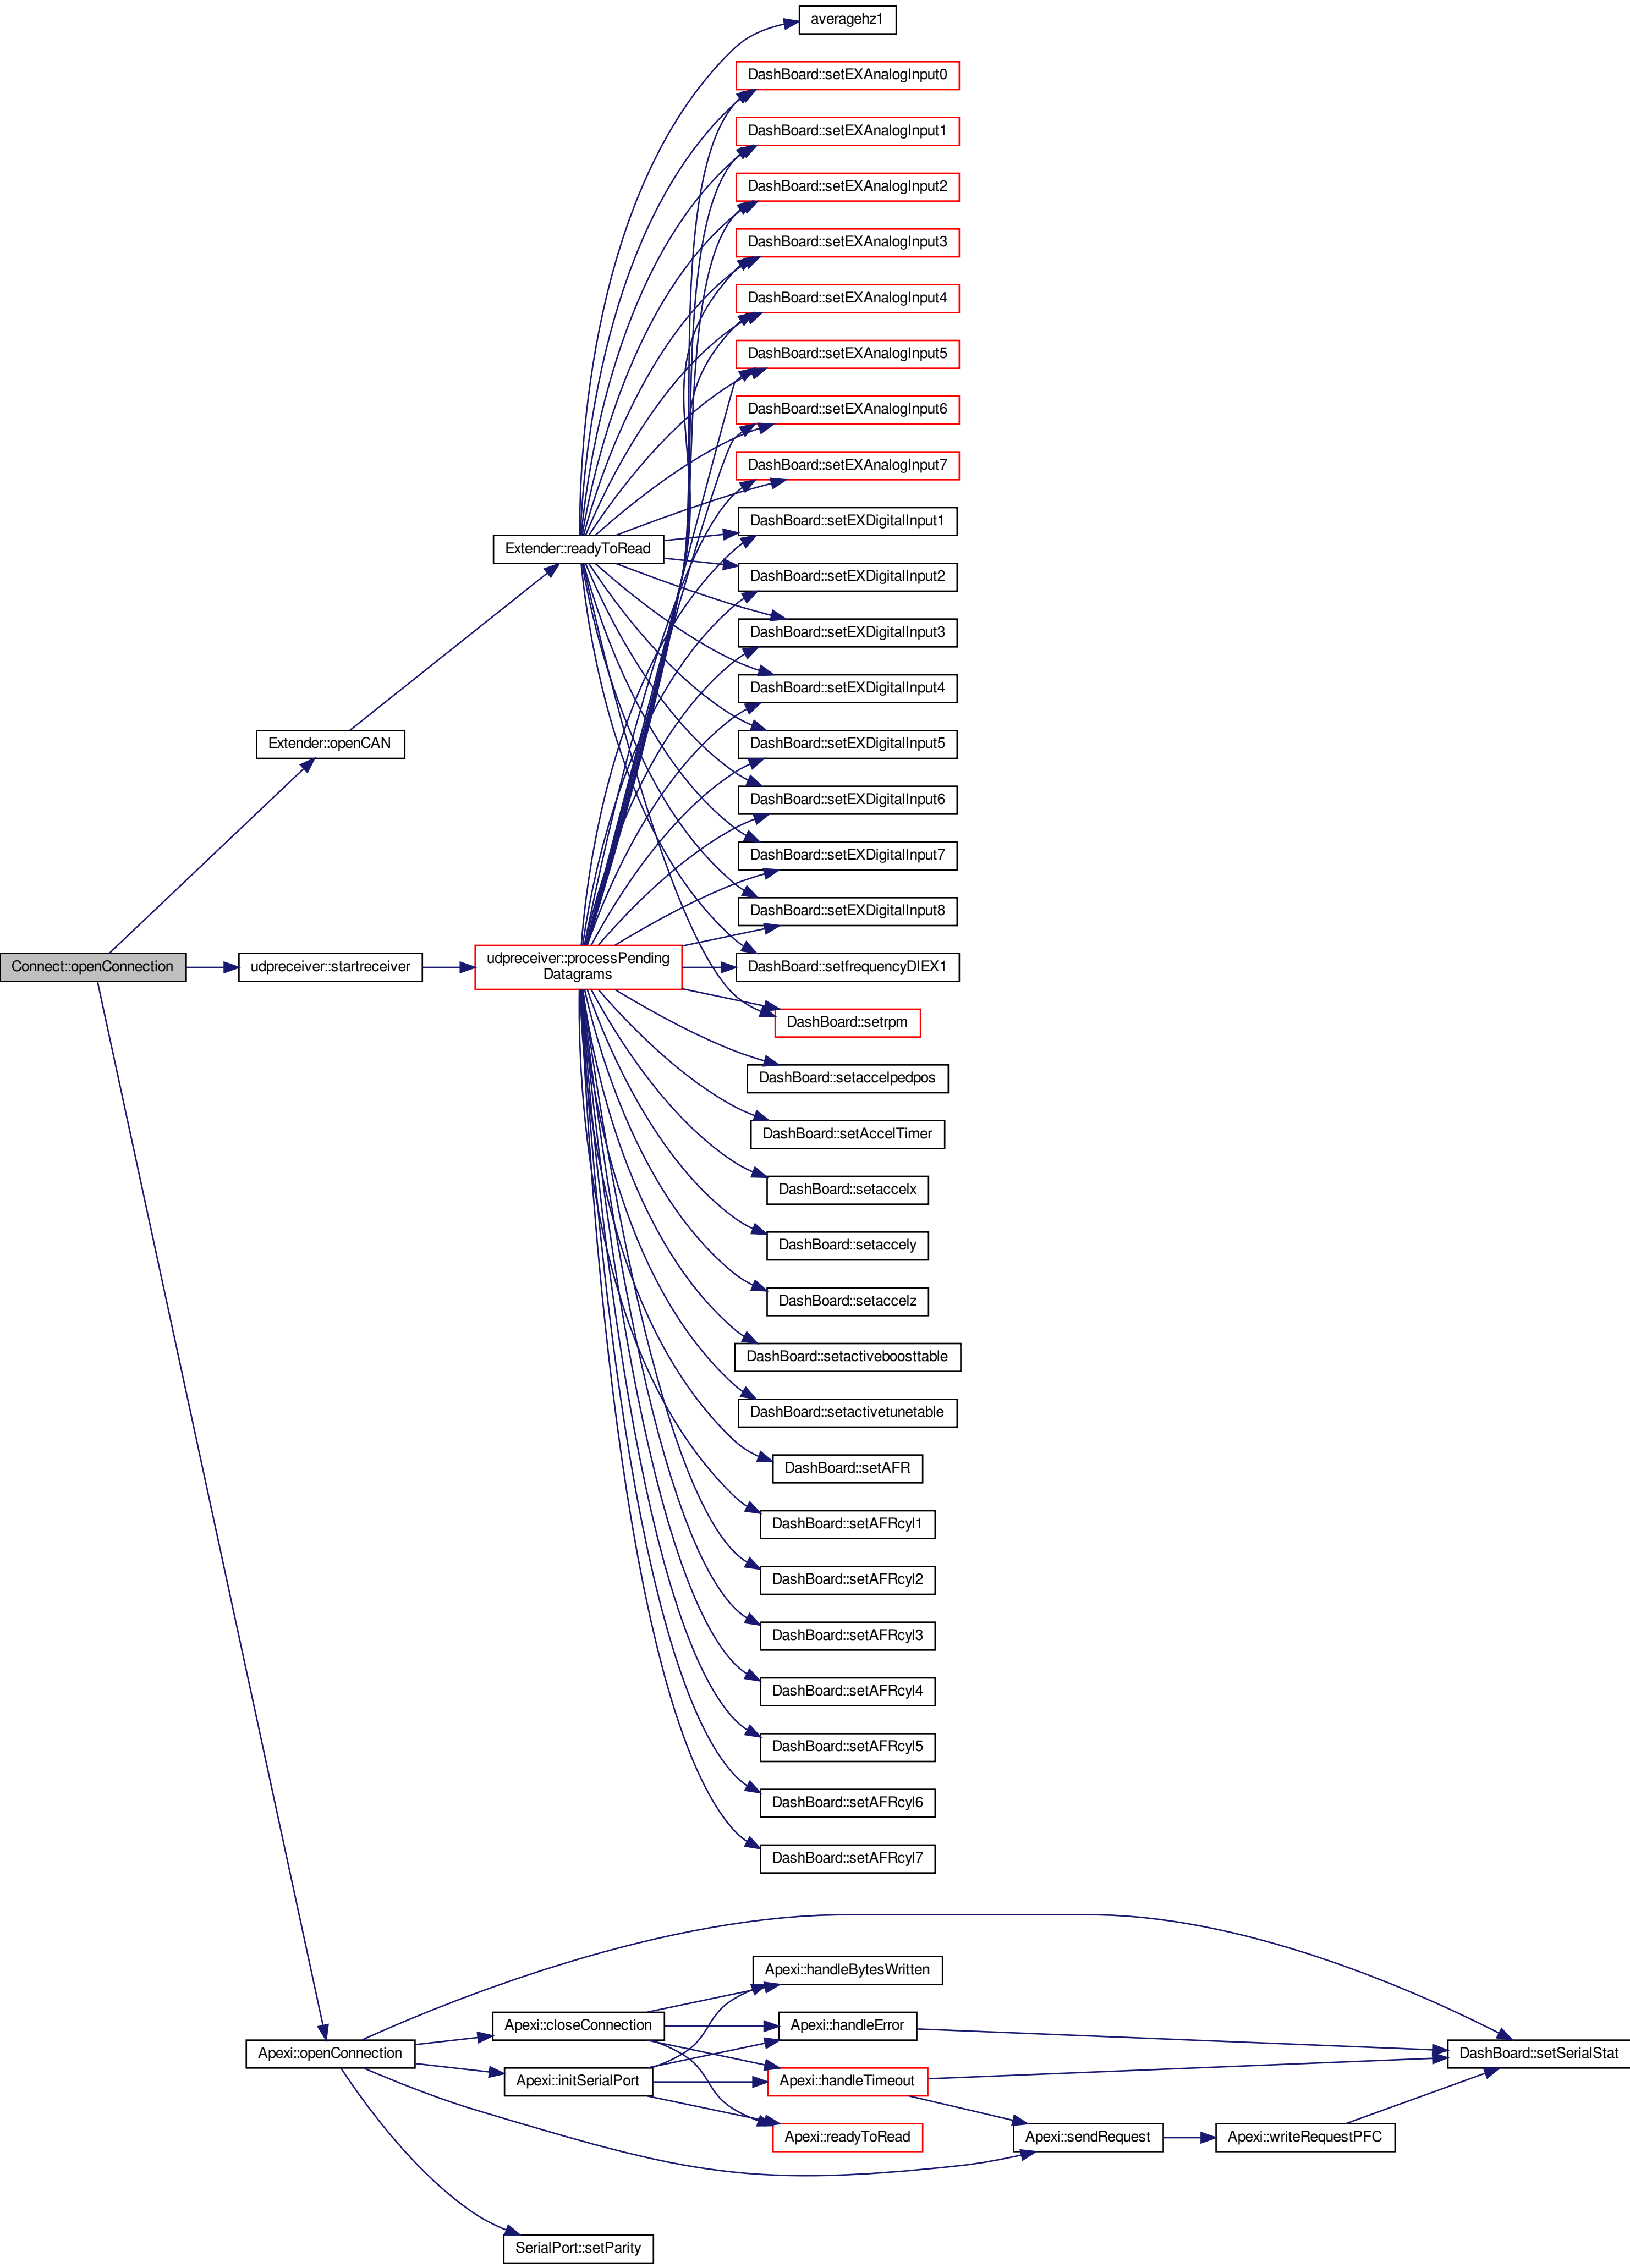 averagehz1
DashBoard::setEXAnalogInput0
DashBoard::setEXAnalogInput1
DashBoard::setEXAnalogInput2
DashBoard::setEXAnalogInput3
DashBoard::setEXAnalogInput4
DashBoard::setEXAnalogInput5
DashBoard::setEXAnalogInput6
DashBoard::setEXAnalogInput7
DashBoard::setEXDigitalInput1
Extender::readyToRead
DashBoard::setEXDigitalInput2
DashBoard::setEXDigitalInput3
DashBoard::setEXDigitalInput4
Extender::openCAN
DashBoard::setEXDigitalInput5
DashBoard::setEXDigitalInput6
DashBoard::setEXDigitalInput7
DashBoard::setEXDigitalInput8
Connect::openConnection
udpreceiver::startreceiver
udpreceiver::processPending
Datagrams
DashBoard::setfrequencyDIEX1
DashBoard::setrpm
DashBoard::setaccelpedpos
DashBoard::setAccelTimer
DashBoard::setaccelx
DashBoard::setaccely
DashBoard::setaccelz
DashBoard::setactiveboosttable
DashBoard::setactivetunetable
DashBoard::setAFR
DashBoard::setAFRcyl1
DashBoard::setAFRcyl2
DashBoard::setAFRcyl3
DashBoard::setAFRcyl4
DashBoard::setAFRcyl5
DashBoard::setAFRcyl6
DashBoard::setAFRcyl7
Apexi::handleBytesWritten
Apexi::closeConnection
Apexi::handleError
Apexi::openConnection
DashBoard::setSerialStat
Apexi::initSerialPort
Apexi::handleTimeout
Apexi::readyToRead
Apexi::sendRequest
Apexi::writeRequestPFC
SerialPort::setParity